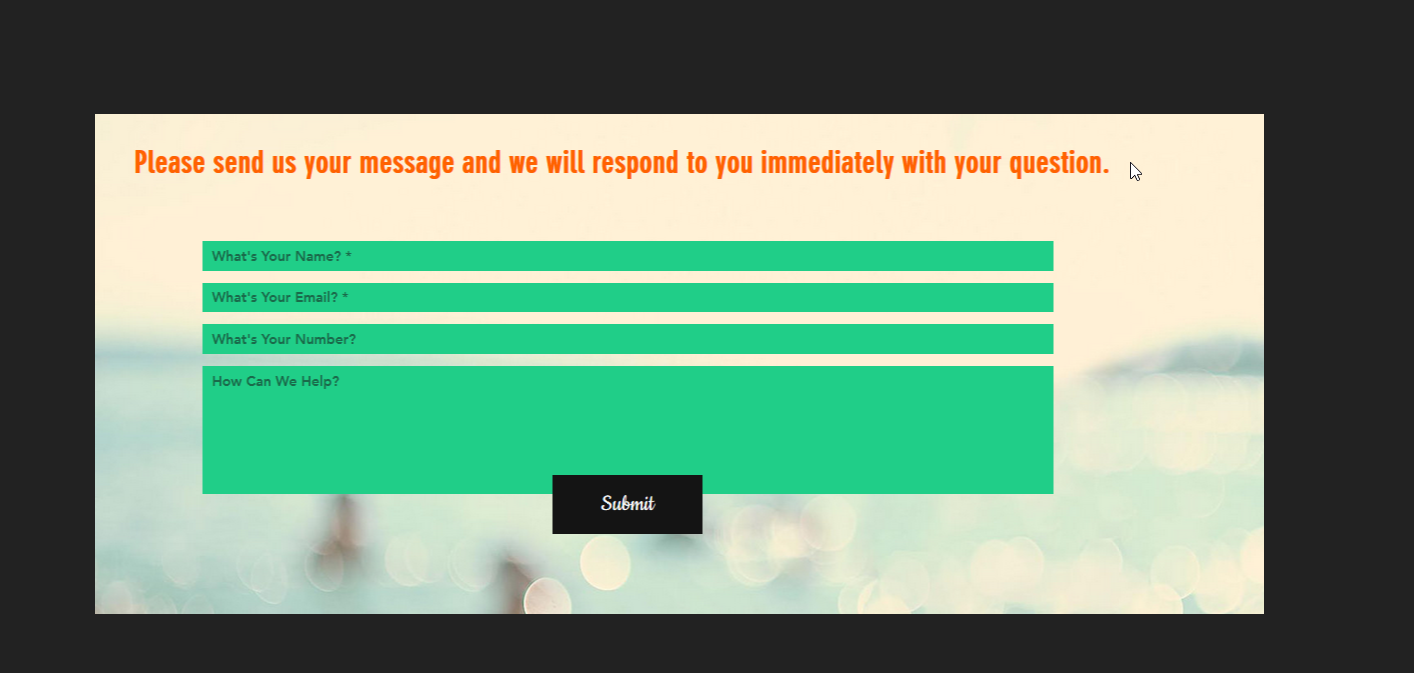 Please send us your message and we will respond to you immediately with your question.
What's Your Name? *
What's Your Email? *
What's Your Number?
How Can We Help?
Submit